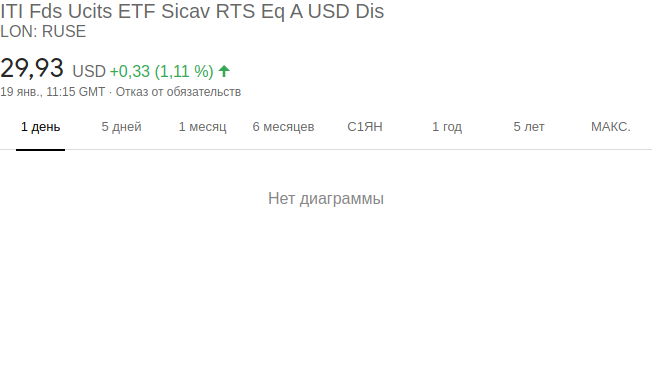 ITI Fds Ucits ETF Sicav RTS Eq A USD Dis
LON: RUSE
29,93 USD +0,33 (1,11 %)
19 янв., 11:15 GMT · Отказ от обязательств
1 день 5 дней 1 месяц 6 месяцев С1ЯН 1 год 5 лет МАКС.
Нет диаграммы